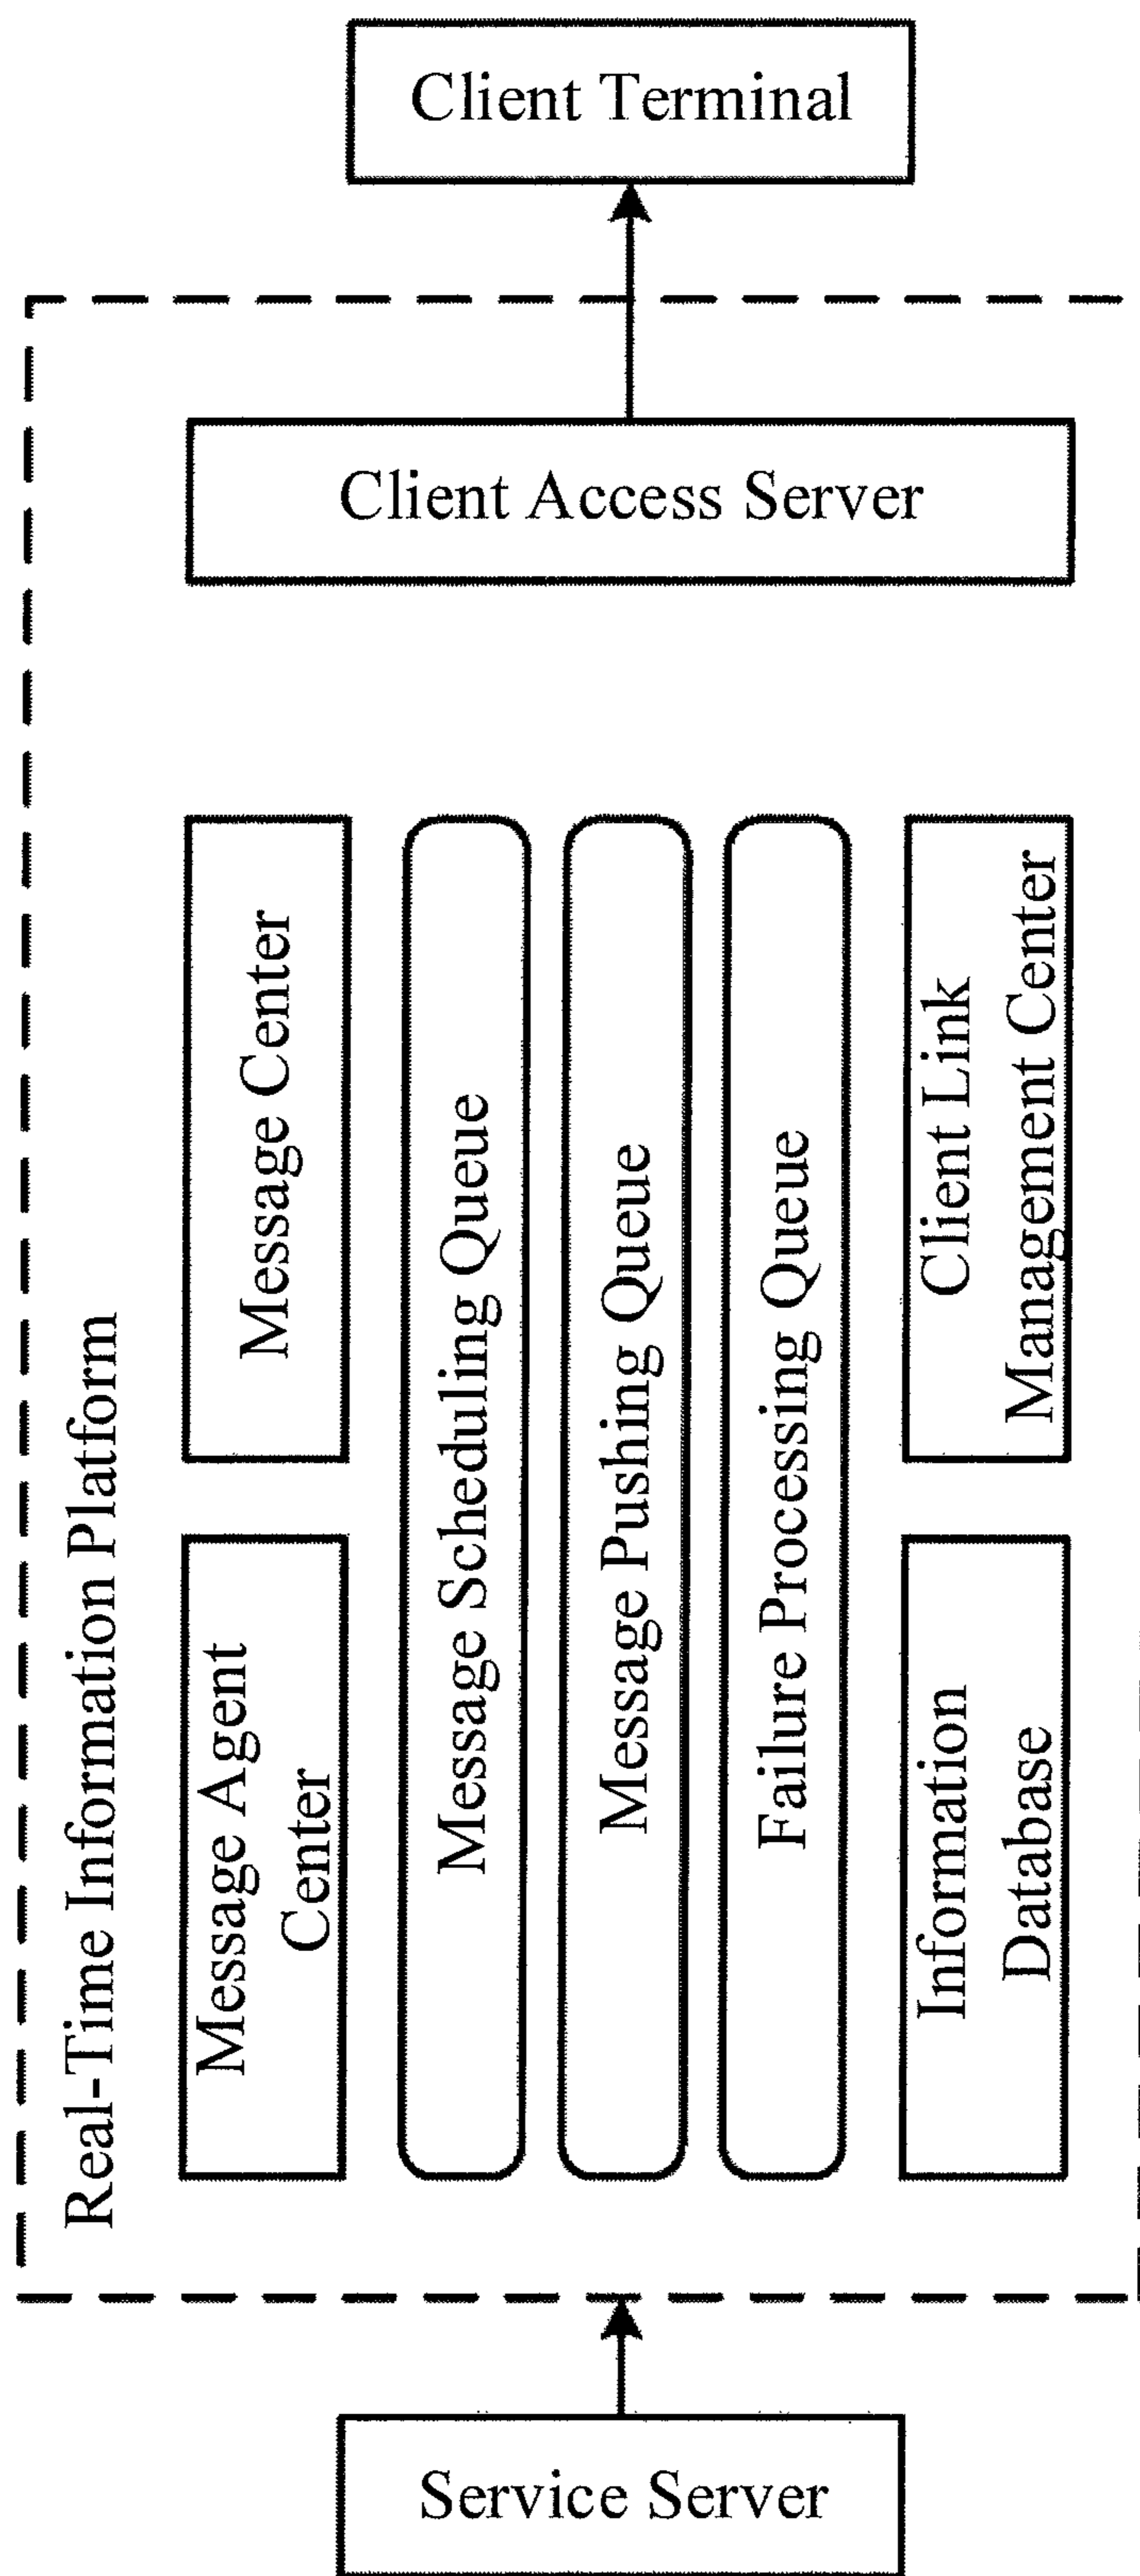 Client Terminal
Client Access Server
Real-Time Information Platform
Message Agent
Center
Message Center
Message Scheduling Queue
Message Pushing Queue
Failure Processing Queue
Information
Database
Client Link
Management Center
Service Server